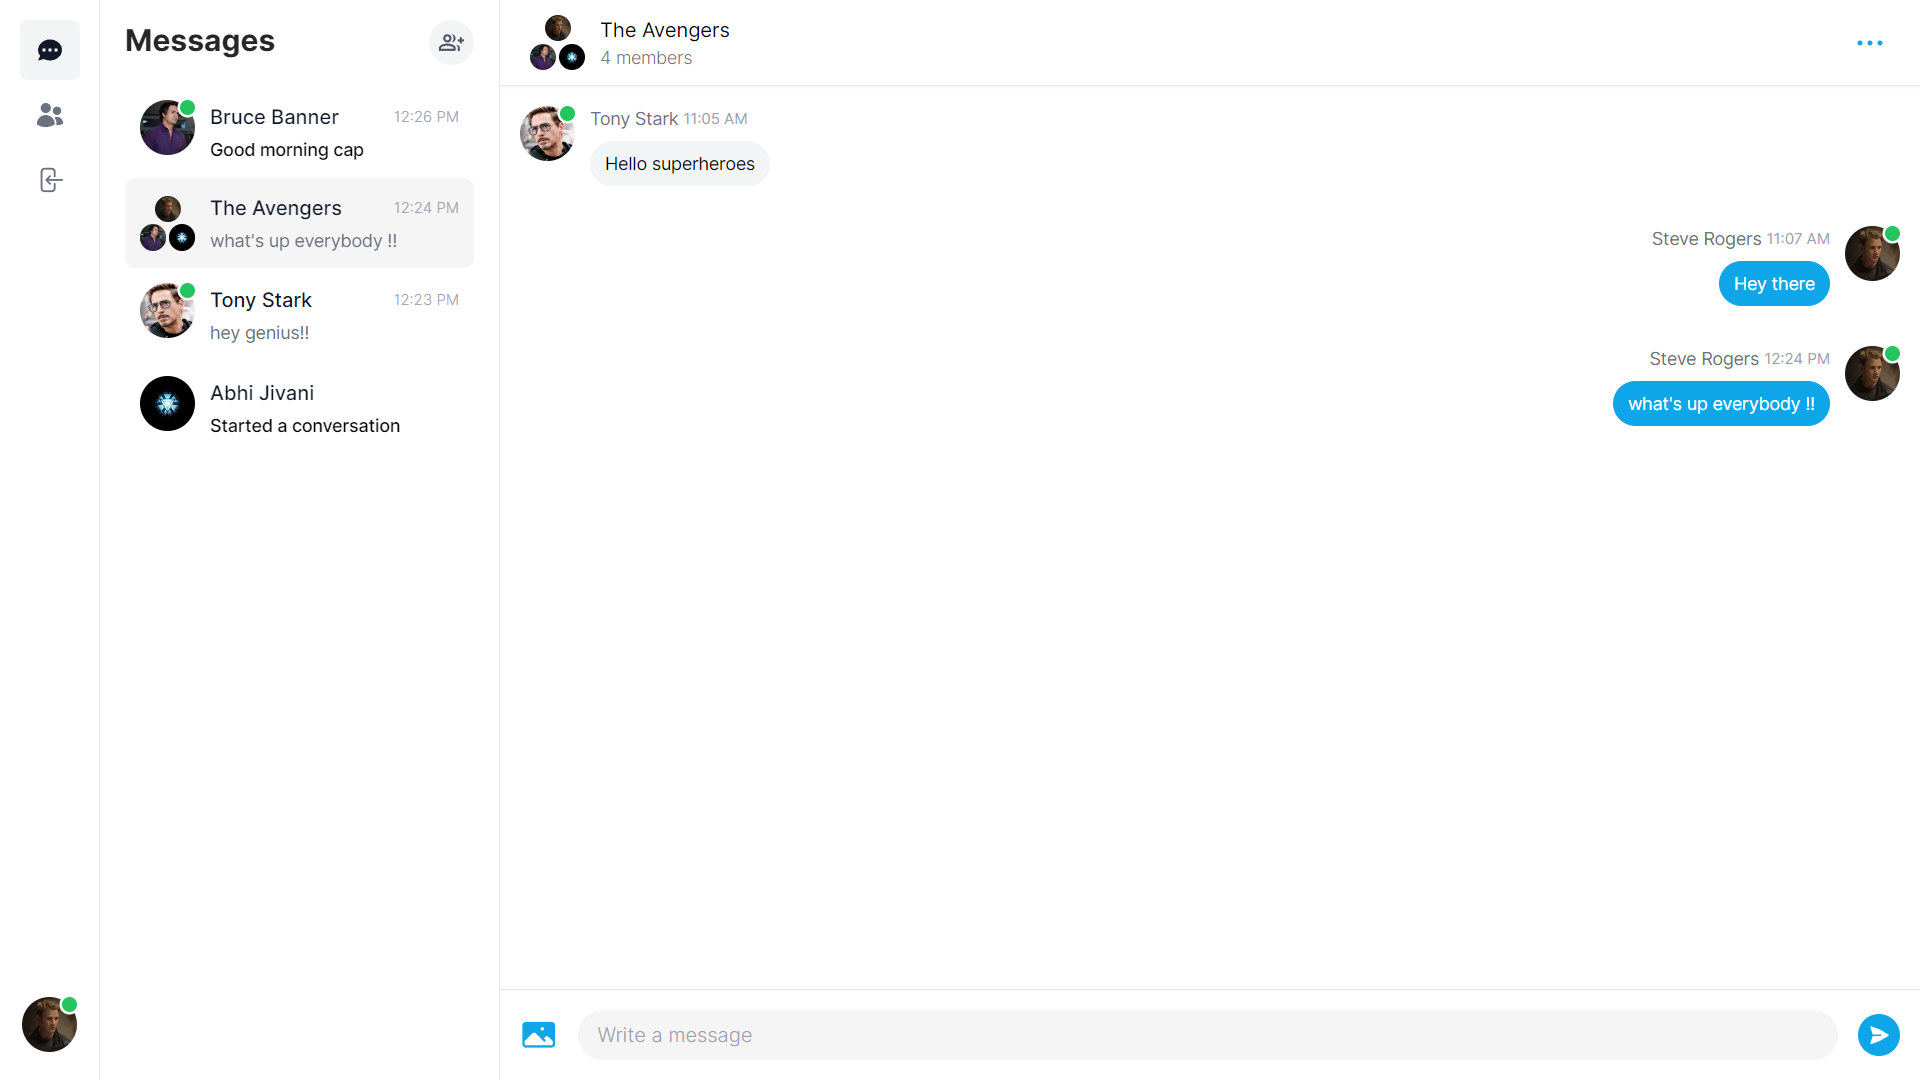 Messages
Bruce Banner 12:26 PM
Good morning cap
The Avengers 12:24 PM
what's up everybody !!
Tony Stark 12:23 PM
hey genius!!
Abhi Jivani
Started a conversation
The Avengers
4 members
Tony Stark 11:05 AM
Hello superheroes
Steve Rogers 11:07 AM
Hey there
Steve Rogers 12:24 PM
what's up everybody !!
Write a message